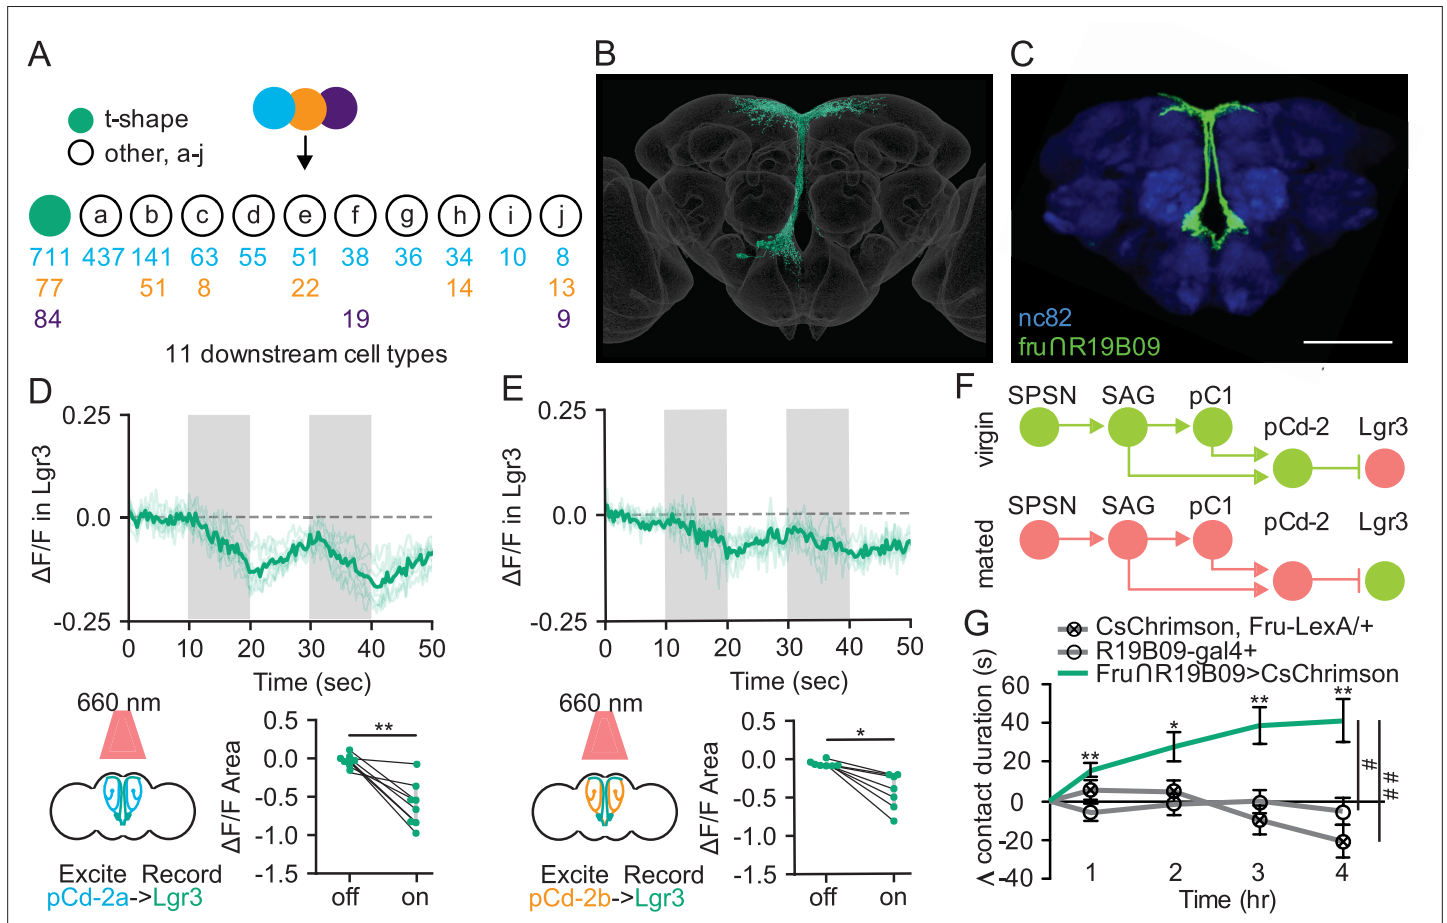 A
t-shape
other, a-j
a b c d e f g h i j
711 437 141 63 55 51 38 36 34 10 8
77 51 8 22 14 13
84 19 9
11 downstream cell types
B
C
nc82
fru∩R19B09
D
ΔF/F in Lgr3
0.25
0.0
-0.25
0 10 20 30 40 50
Time (sec)
660 nm
Excite Record
pCd-2a->Lgr3
ΔF/F Area
0.5
0.0
-0.5
-1.0
-1.5
**
off on
E
ΔF/F in Lgr3
0.25
0.0
-0.25
0 10 20 30 40 50
Time (sec)
660 nm
Excite Record
pCd-2b->Lgr3
ΔF/F Area
0.5
0.0
-0.5
-1.0
-1.5
*
off on
F
virgin
SPSN SAG pC1
pCd-2 Lgr3
mated
SPSN SAG pC1
pCd-2 Lgr3
G
CsChrimson, Fru-LexA/+
R19B09-gal4+
Fru∩R19B09>CsChrimson
Δ contact duration (s)
60
40
20
0
-20
-40
** * ** **
#
##
1 2 3 4
Time (hr)